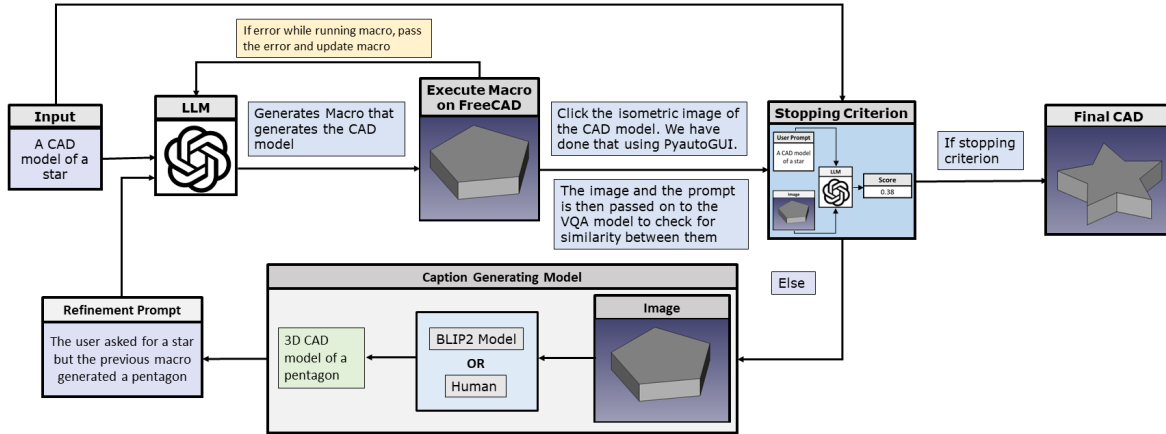 If error while running macro, pass
the error and update macro
Input
A CAD
model of a
star
LLM
Generates Macro that
generates the CAD
model
Execute Macro
on FreeCAD
Click the isometric image of
the CAD model. We have
done that using PyautoGUI.
The image and the prompt
is then passed on to the
VQA model to check for
similarity between them
Stopping Criterion
User Prompt
A CAD model
of a star
LLM
Image
Score
0.38
If stopping
criterion
Final CAD
Else
Caption Generating Model
Image
BLIP2 Model
OR
Human
3D CAD
model of a
pentagon
Refinement Prompt
The user asked for a star
but the previous macro
generated a pentagon